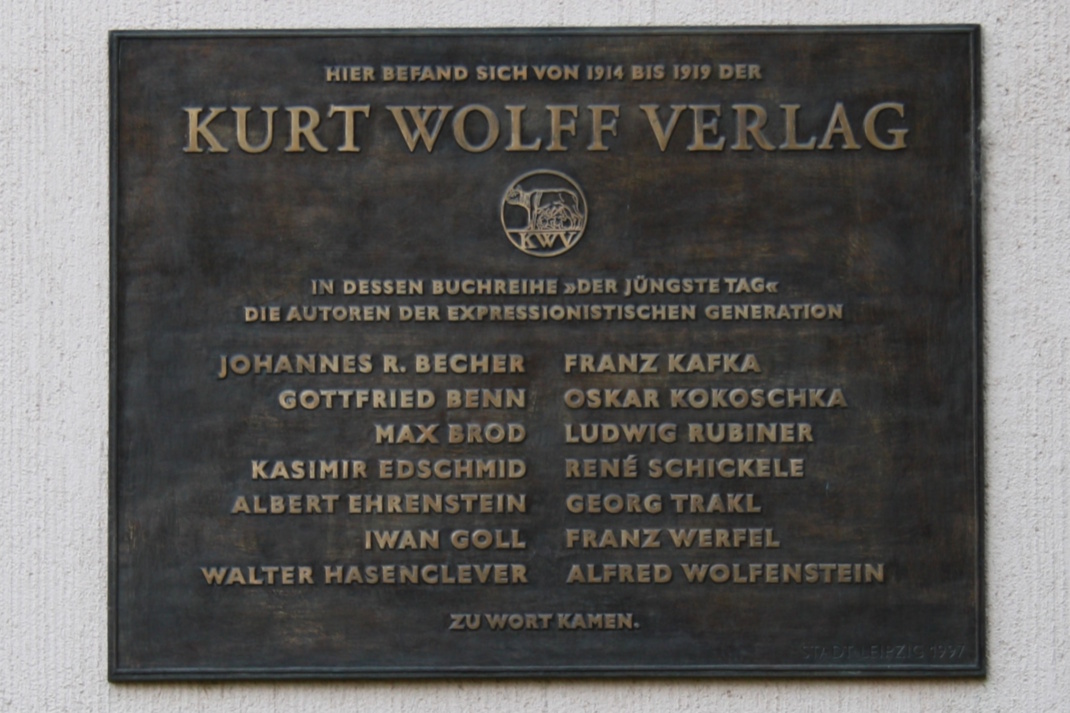 HIER BEFAND SICH VON 1914 BIS 1919 DER
KURT WOLFF VERLAG
KWV
IN DESSEN BUCHREIHE »DER JÜNGSTE TAG«
DIE AUTOREN DER EXPRESSIONISTISCHEN GENERATION
JOHANNES R. BECHER FRANZ KAFKA
GOTTFRIED BENN OSKAR KOKOSCHKA
MAX BROD LUDWIG RUBINER
KASIMIR EDSCHMID RENÉ SCHICKELE
ALBERT EHRENSTEIN GEORG TRAKL
IWAN GOLL FRANZ WERFEL
WALTER HASENCLEVER ALFRED WOLFENSTEIN
ZU WORT KAMEN.
STADT LEIPZIG 1997